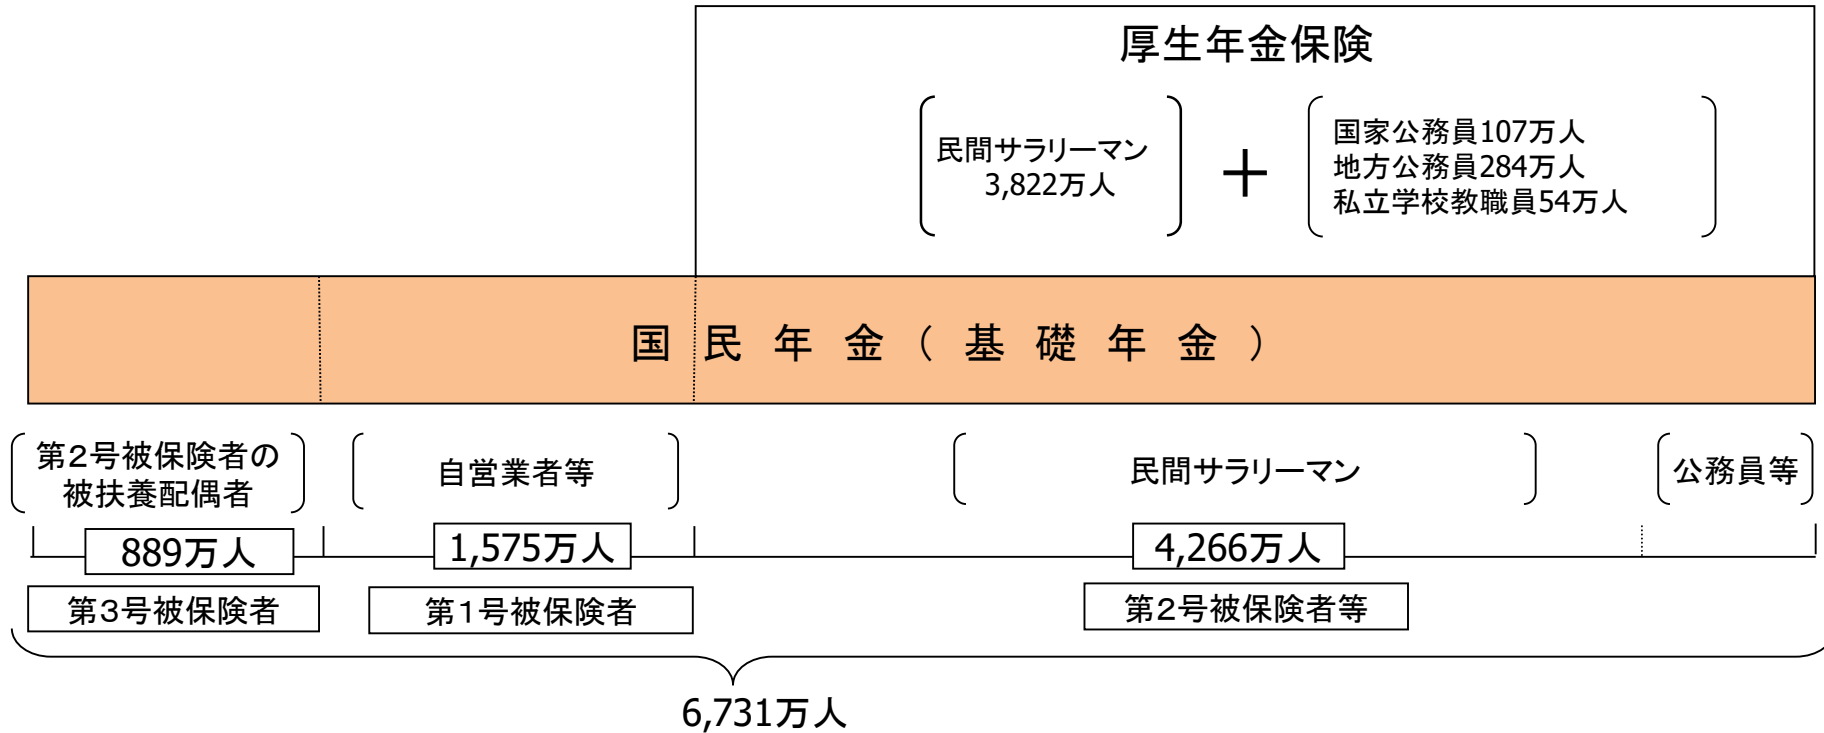 厚生年金保険
民間サラリーマン
3,822万人
＋
国家公務員107万人
地方公務員284万人
私立学校教職員54万人
国民年金(基礎年金)
第2号被保険者の
被扶養配偶者
自営業者等
民間サラリーマン
公務員等
889万人
1,575万人
4,266万人
第3号被保険者
第1号被保険者
第2号被保険者等
6,731万人